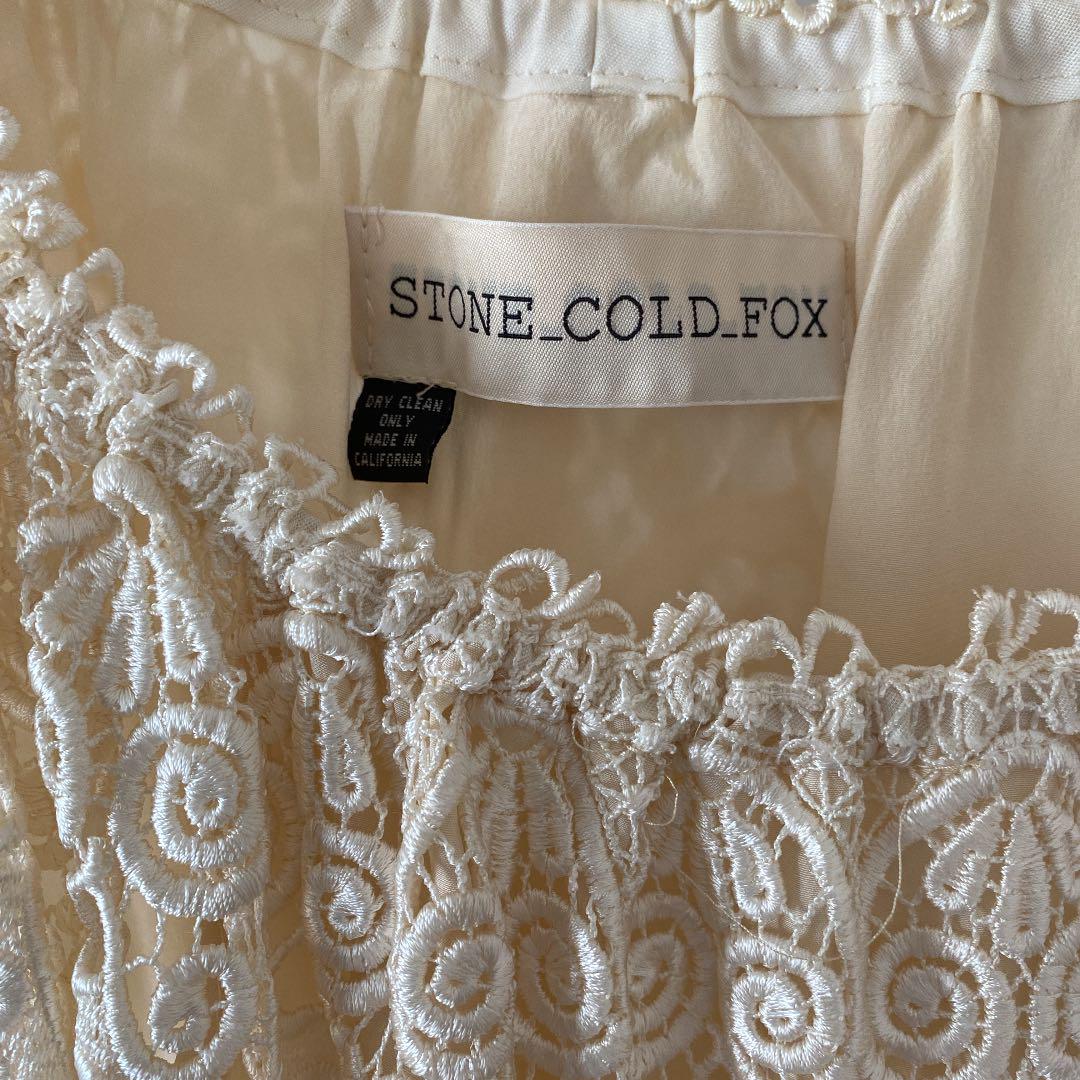 STONE_COLD_FOX
DRY CLEAN
ONLY
MADE IN
CALIFORNIA